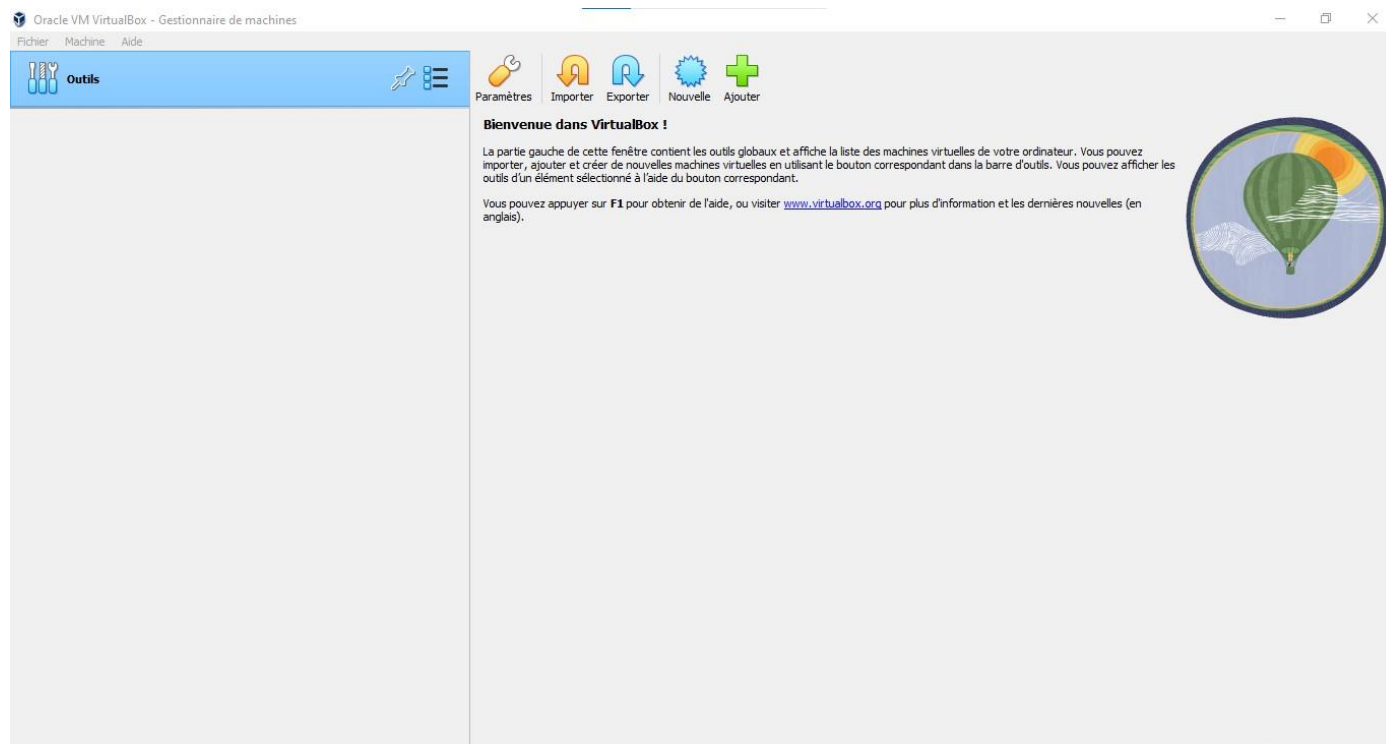 Oracle VM VirtualBox - Gestionnaire de machines
Fichier Machine Aide
Outils
Paramètres Importer Exporter Nouvelle Ajouter
Bienvenue dans VirtualBox !
La partie gauche de cette fenêtre contient les outils globaux et affiche la liste des machines virtuelles de votre ordinateur. Vous pouvez
importer, ajouter et créer de nouvelles machines virtuelles en utilisant le bouton correspondant dans la barre d'outils. Vous pouvez afficher les
outils d'un élément sélectionné à l'aide du bouton correspondant.
Vous pouvez appuyer sur F1 pour obtenir de l'aide, ou visiter www.virtualbox.org pour plus d'information et les dernières nouvelles (en
anglais).